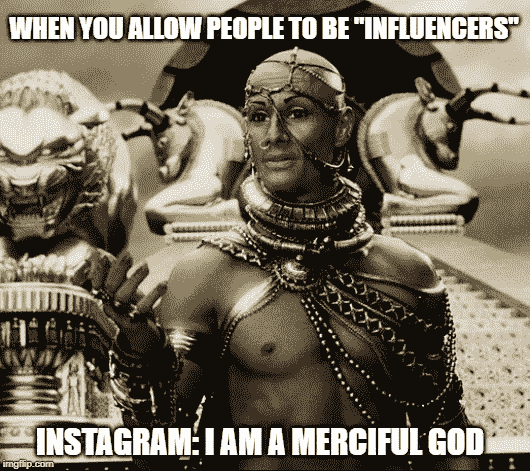 WHEN YOU ALLOW PEOPLE TO BE "INFLUENCERS"
INSTAGRAM: I AM A MERCIFUL GOD
imgflip.com